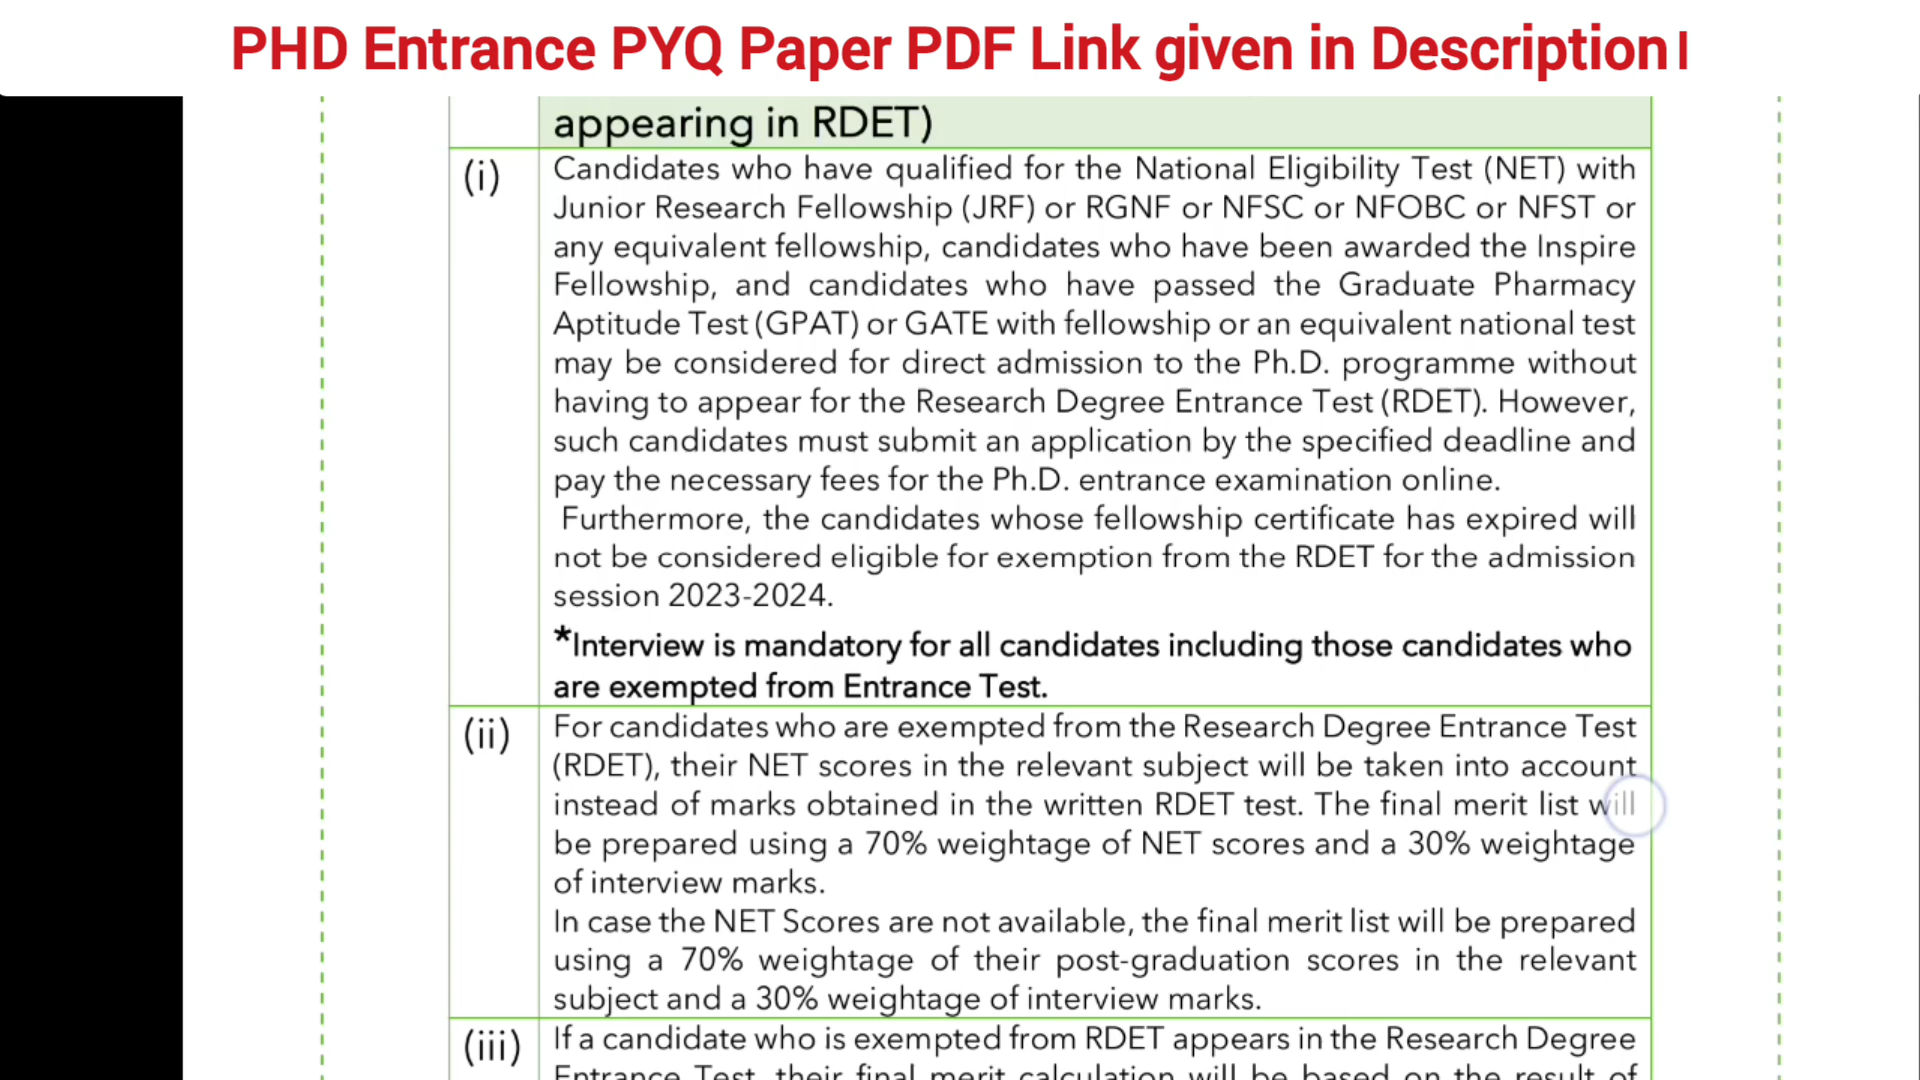 PHD Entrance PYQ Paper PDF Link given in Description।
appearing in RDET)
(i)
Candidates who have qualified for the National Eligibility Test (NET) with
Junior Research Fellowship (JRF) or RGNF or NFSC or NFOBC or NFST or
any equivalent fellowship, candidates who have been awarded the Inspire
Fellowship, and candidates who have passed the Graduate Pharmacy
Aptitude Test (GPAT) or GATE with fellowship or an equivalent national test
may be considered for direct admission to the Ph.D. programme without
having to appear for the Research Degree Entrance Test (RDET). However,
such candidates must submit an application by the specified deadline and
pay the necessary fees for the Ph.D. entrance examination online.
Furthermore, the candidates whose fellowship certificate has expired will
not be considered eligible for exemption from the RDET for the admission
session 2023-2024.
*Interview is mandatory for all candidates including those candidates who
are exempted from Entrance Test.
(ii)
For candidates who are exempted from the Research Degree Entrance Test
(RDET), their NET scores in the relevant subject will be taken into account
instead of marks obtained in the written RDET test. The final merit list will
be prepared using a 70% weightage of NET scores and a 30% weightage
of interview marks.
In case the NET Scores are not available, the final merit list will be prepared
using a 70% weightage of their post-graduation scores in the relevant
subject and a 30% weightage of interview marks.
(iii)
If a candidate who is exempted from RDET appears in the Research Degree
Entrance Test, their final merit calculation will be based on the result of